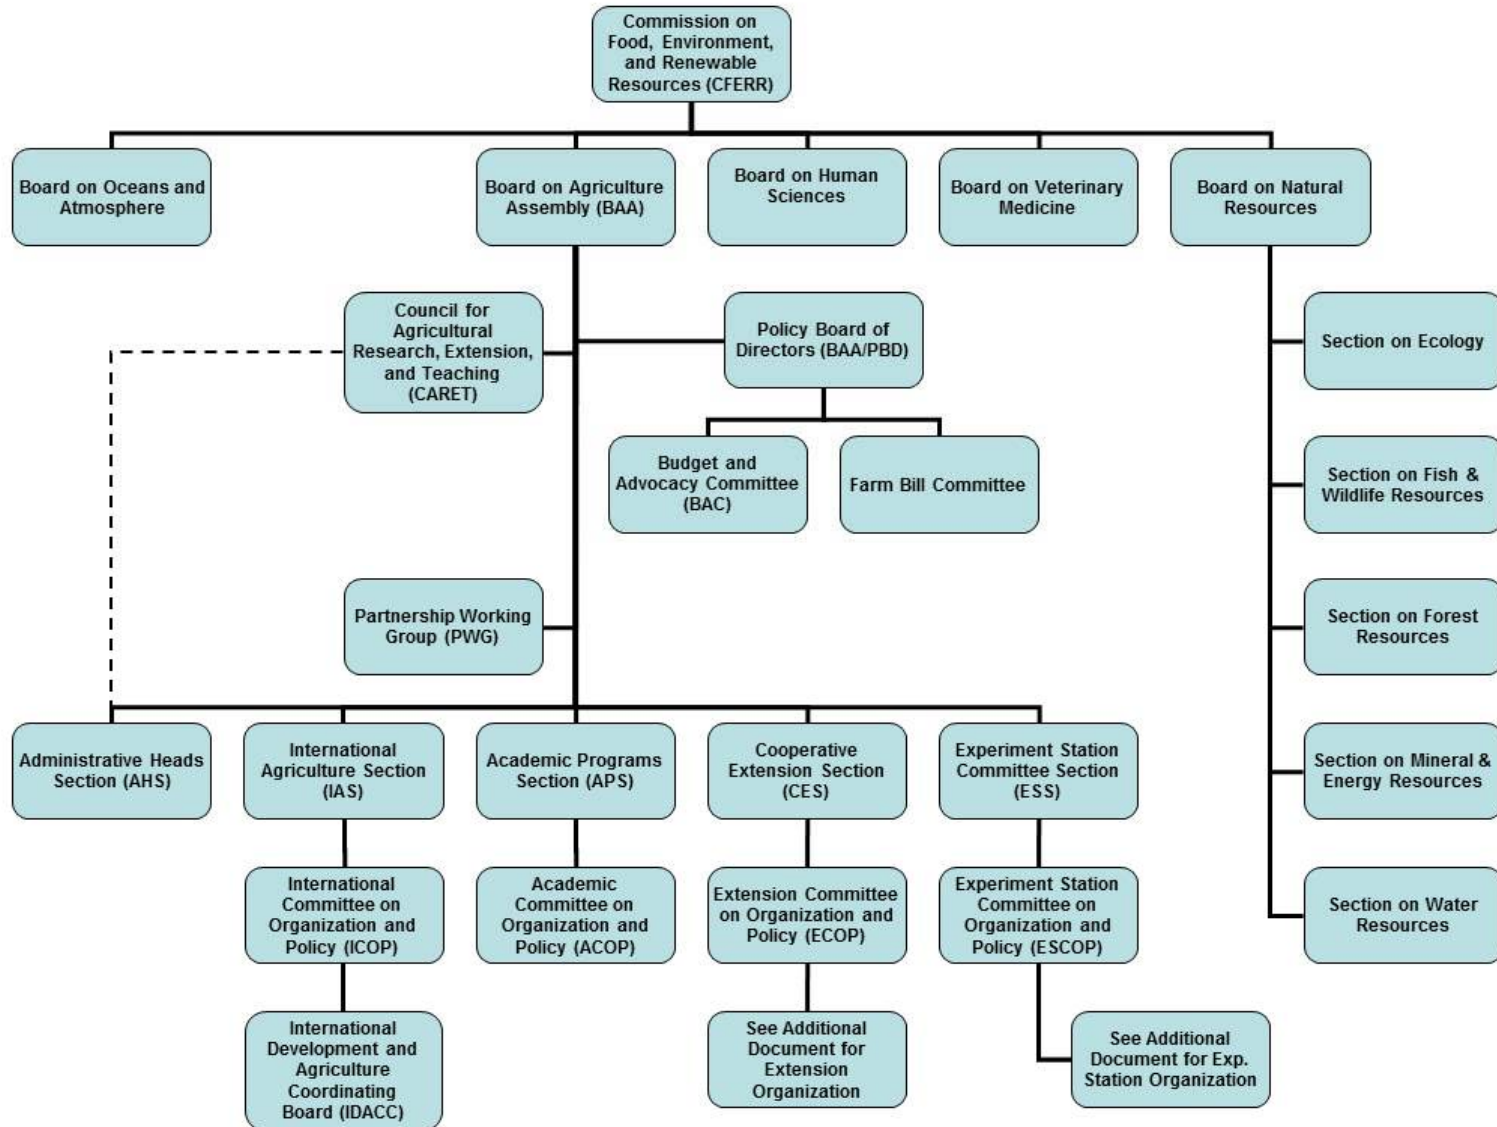 Commission on
Food, Environment,
and Renewable
Resources (CFERR)
Board on Oceans and
Atmosphere
Board on Agriculture
Assembly (BAA)
Board on Human
Sciences
Board on Veterinary
Medicine
Board on Natural
Resources
Council for
Agricultural
Research, Extension,
and Teaching
(CARET)
Policy Board of
Directors (BAA/PBD)
Section on Ecology
Budget and
Advocacy Committee
(BAC)
Farm Bill Committee
Section on Fish &
Wildlife Resources
Partnership Working
Group (PWG)
Section on Forest
Resources
Administrative Heads
Section (AHS)
International
Agriculture Section
(IAS)
Academic Programs
Section (APS)
Cooperative
Extension Section
(CES)
Experiment Station
Committee Section
(ESS)
Section on Mineral &
Energy Resources
International
Committee on
Organization and
Policy (ICOP)
Academic
Committee on
Organization and
Policy (ACOP)
Extension Committee
on Organization and
Policy (ECOP)
Experiment Station
Committee on
Organization and
Policy (ESCOP)
Section on Water
Resources
International
Development and
Agriculture
Coordinating
Board (IDACC)
See Additional
Document for
Extension
Organization
See Additional
Document for Exp.
Station Organization